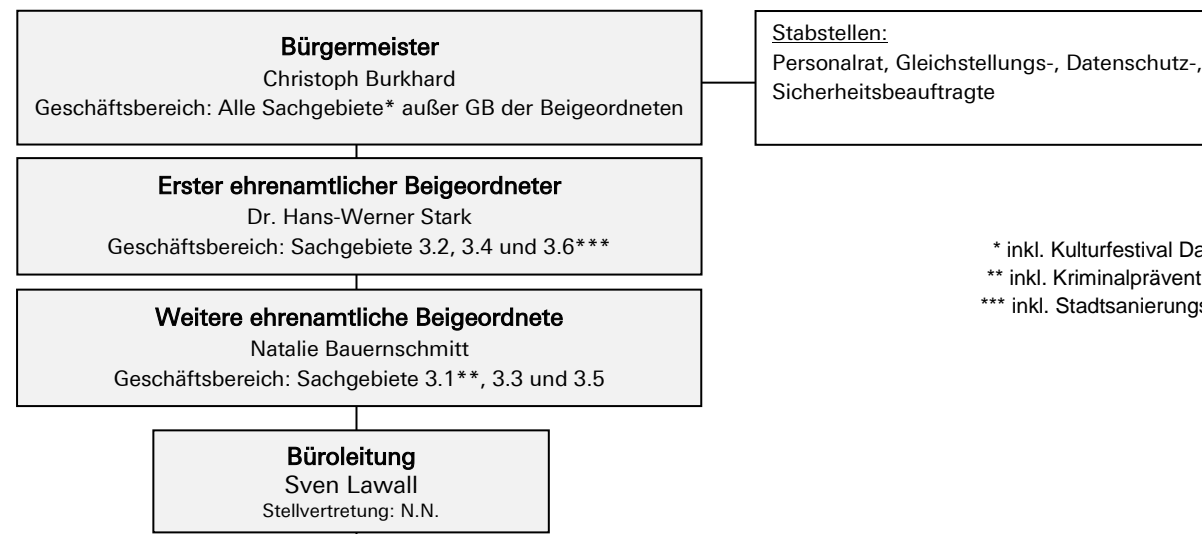 Bürgermeister
Christoph Burkhard
Geschäftsbereich: Alle Sachgebiete* außer GB der Beigeordneten
Stabstellen:
Personalrat, Gleichstellungs-, Datenschutz-,
Sicherheitsbeauftragte
Erster ehrenamtlicher Beigeordneter
Dr. Hans-Werner Stark
Geschäftsbereich: Sachgebiete 3.2, 3.4 und 3.6***
* inkl. Kulturfestival
** inkl.
*** inkl.
Weitere ehrenamtliche Beigeordnete
Natalie Bauernschmitt
Geschäftsbereich: Sachgebiete 3.1**, 3.3 und 3.5
Büroleitung
Sven Lawall
Stellvertretung: N.N.